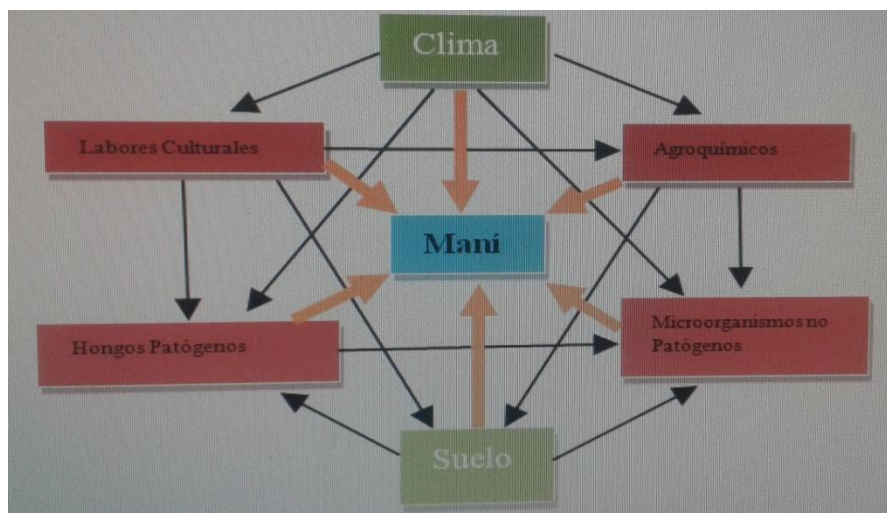 Clima
Labores Culturales
Agroquímicos
Maní
Hongos Patógenos
Microorganismos no
Patógenos
Suelo